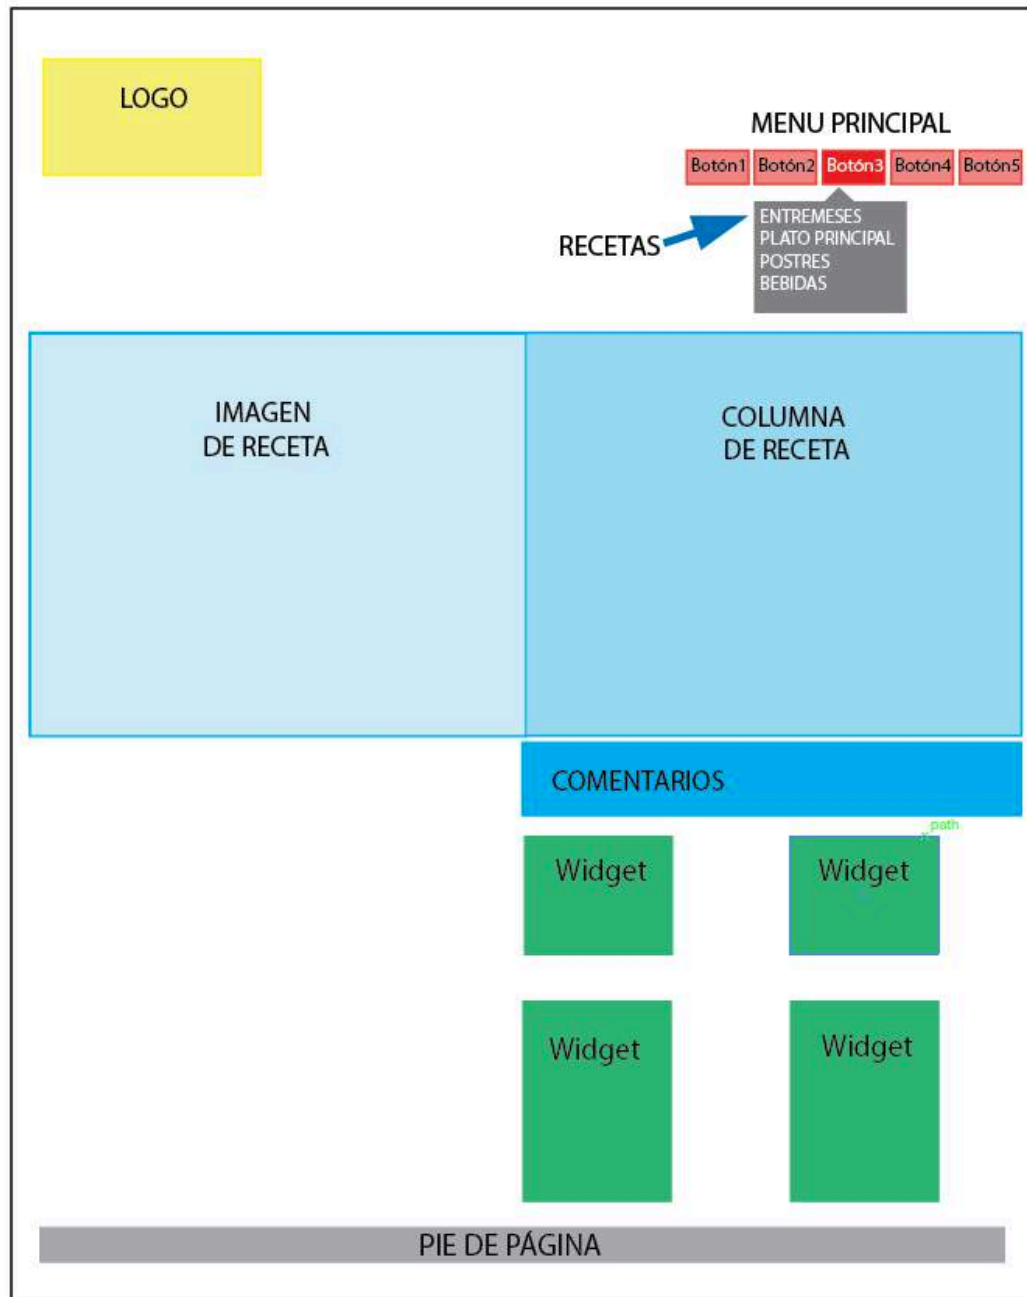 LOGO
MENU PRINCIPAL
Botón1 Botón2 Botón3 Botón4 Botón5
RECETAS
ENTREMESES
PLATO PRINCIPAL
POSTRES
BEBIDAS
IMAGEN
DE RECETA
COLUMNA
DE RECETA
COMENTARIOS
path
Widget Widget
Widget Widget
PIE DE PÁGINA